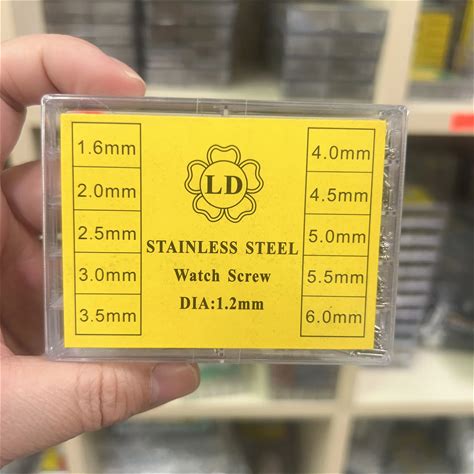 1.6mm
2.0mm
2.5mm
3.0mm
3.5mm
LD
STAINLESS STEEL
Watch Screw
DIA:1.2mm
4.0mm
4.5mm
5.0mm
5.5mm
6.0mm